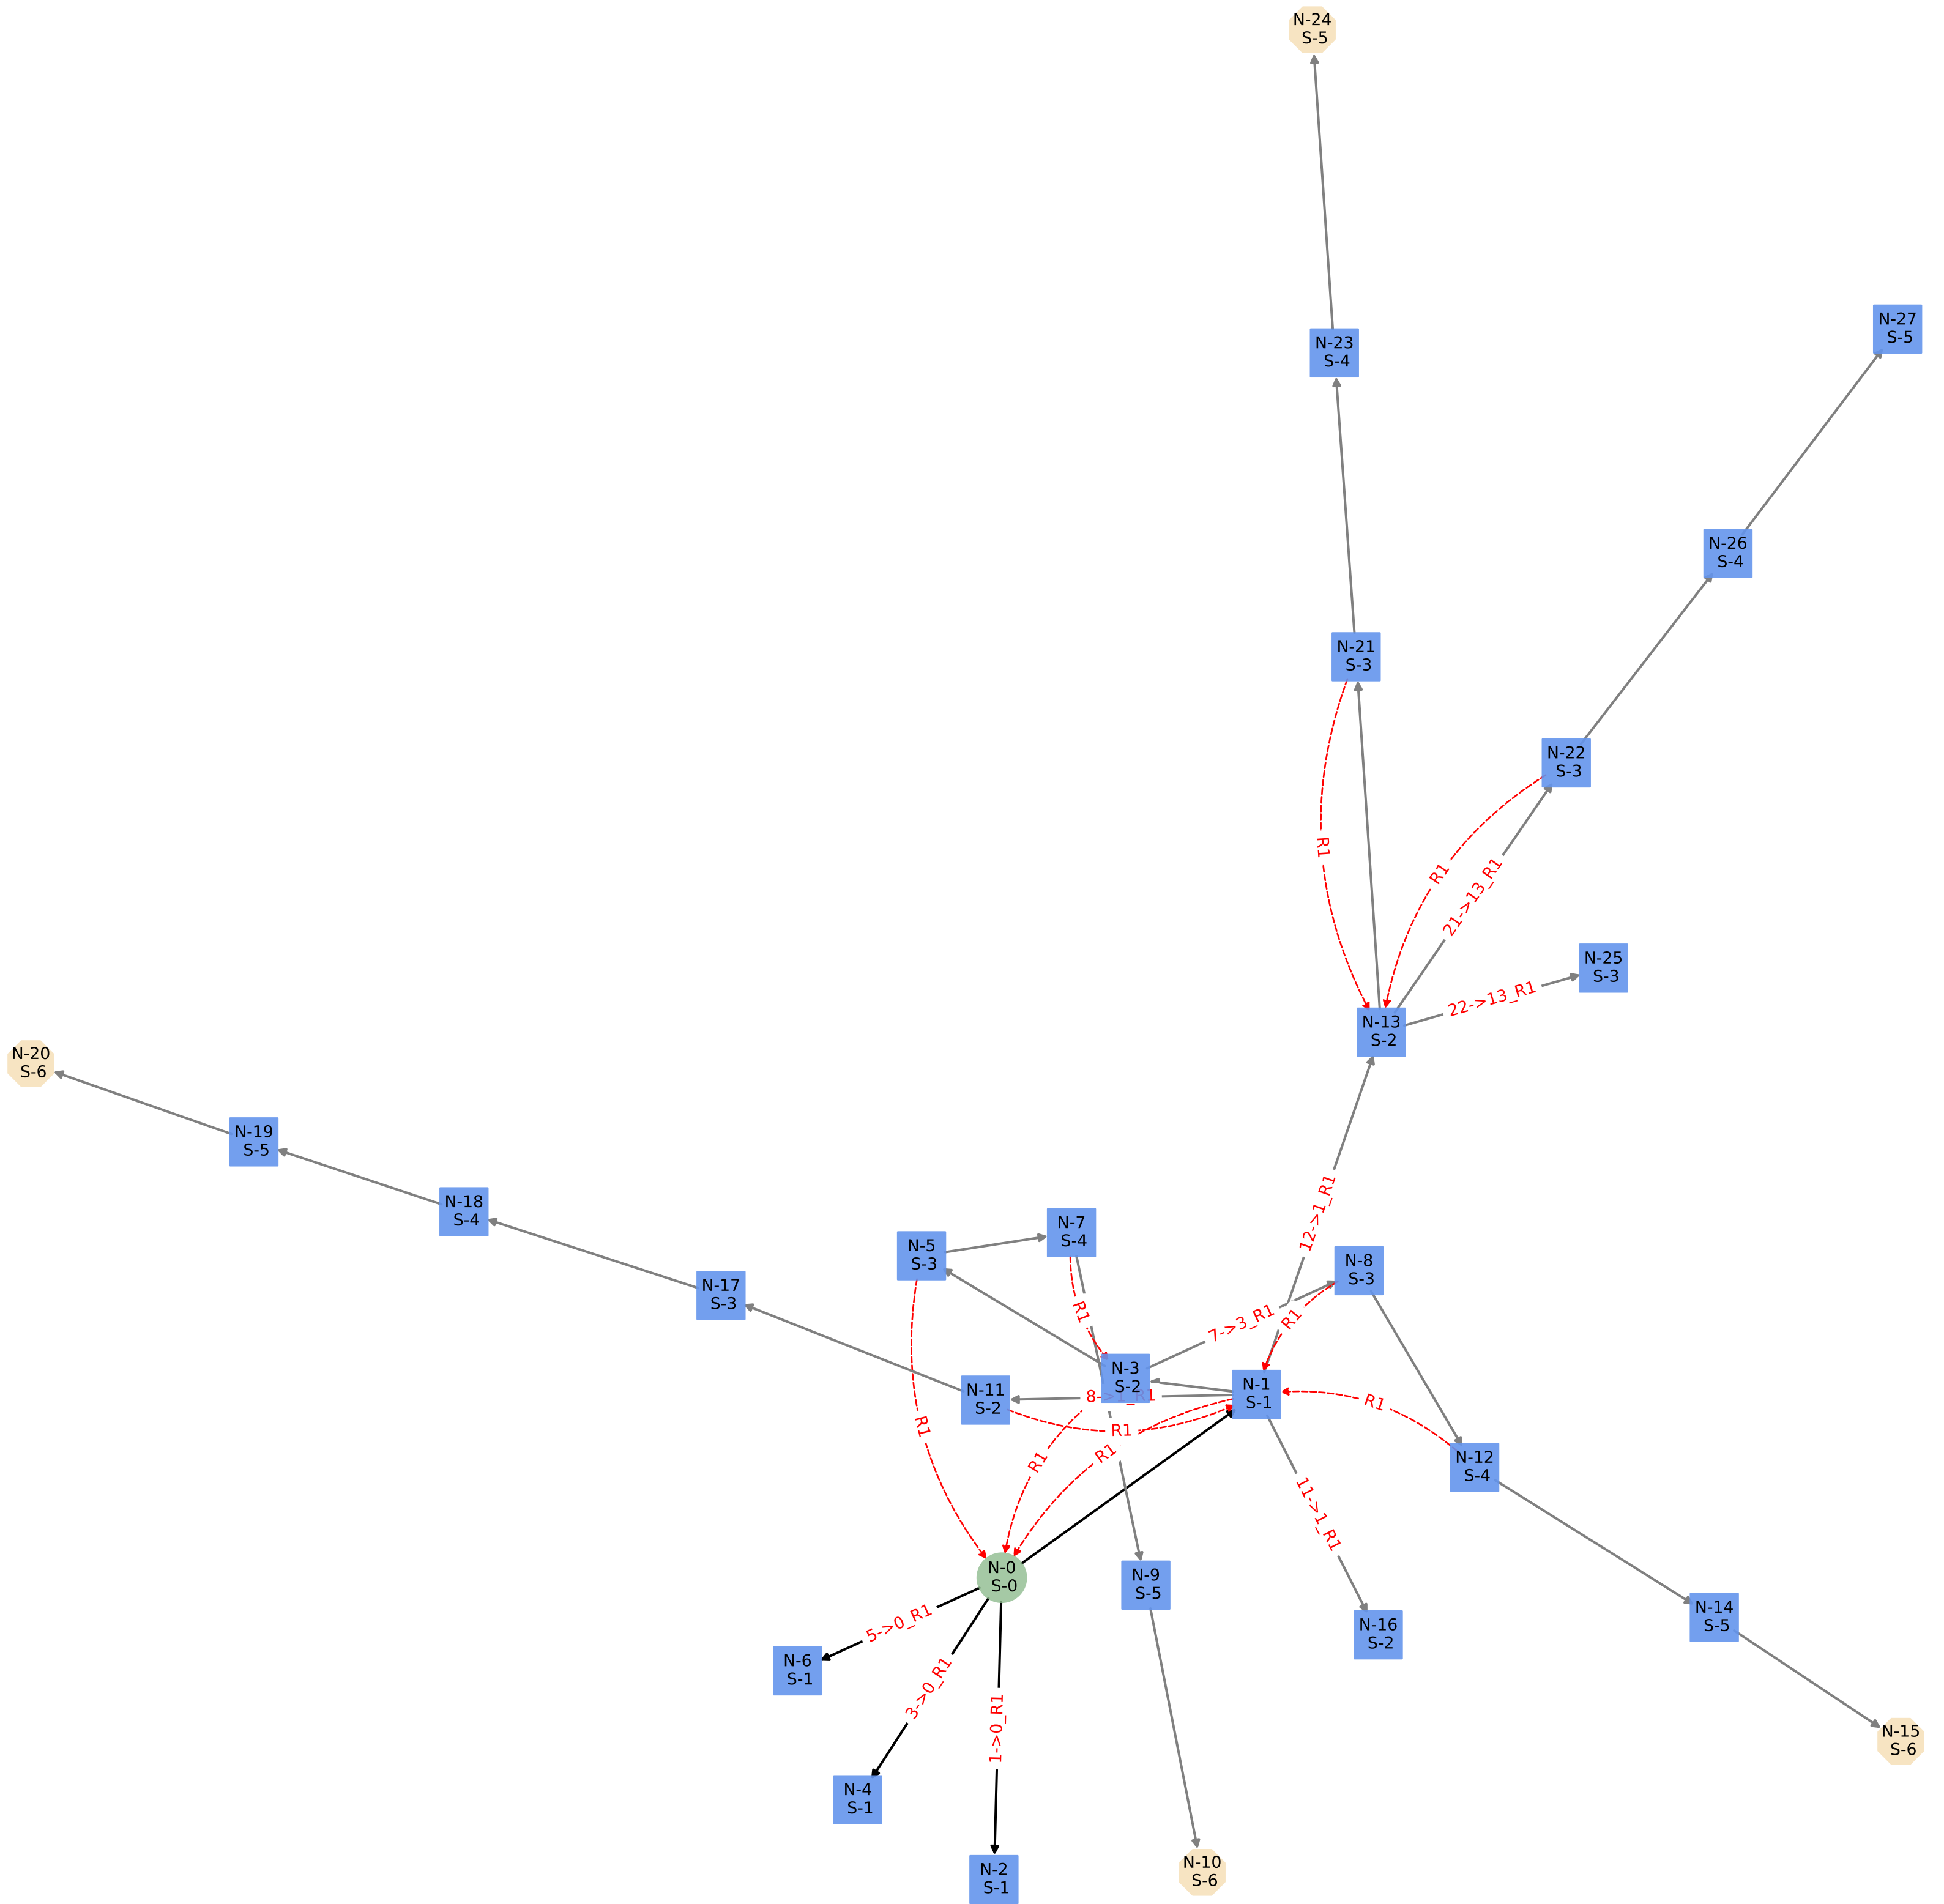 N-24
S-5
N-27
S-5
N-23
S-4
N-26
S-4
N-21
S-3
N-22
S-3
R1
R1
21->13_R1
N-25
S-3
22->13_R1
N-13
S-2
N-20
S-6
N-19
S-5
N-18
S-4
12->1_R1
N-7
S-4
N-5
S-3
N-8
S-3
N-17
S-3
R1
7->3_R1
R1
N-3
S-2
N-1
S-1
N-11
S-2
8->1_R1
R1
R1
R1
R1
R1
N-12
S-4
11->1_R1
N-0
S-0
N-9
S-5
5->0_R1
N-14
S-5
N-16
S-2
N-6
S-1
3->0_R1
1->0_R1
N-15
S-6
N-4
S-1
N-10
S-6
N-2
S-1